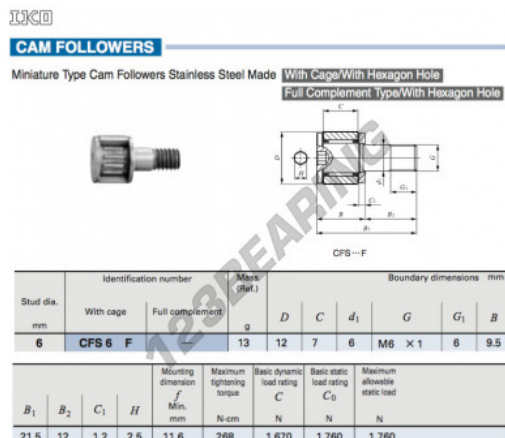 IKO
CAM FOLLOWERS
Miniature Type Cam Followers Stainless Steel Made With Cage/With Hexagon Hole
Full Complement Type/With Hexagon Hole
C
D
H
d1
G
G1
C1
B
B2
B1
CFS…F
123BEARING
Stud dia.
mm
Identification number
With cage
Full complement
Mass
(Ref.)
g
Boundary dimensions mm
D C d1 G G1 B
6 CFS 6 F — 13 12 7 6 M6 ×1 6 9.5
B1 B2 C1 H
Mounting
dimension
f
Min.
mm
Maximum
tightening
torque
N-cm
Basic dynamic
load rating
C
N
Basic static
load rating
C0
N
Maximum
allowable
static load
N
21.5 12 1.2 2.5 11.6 268 1 670 1 760 1 760